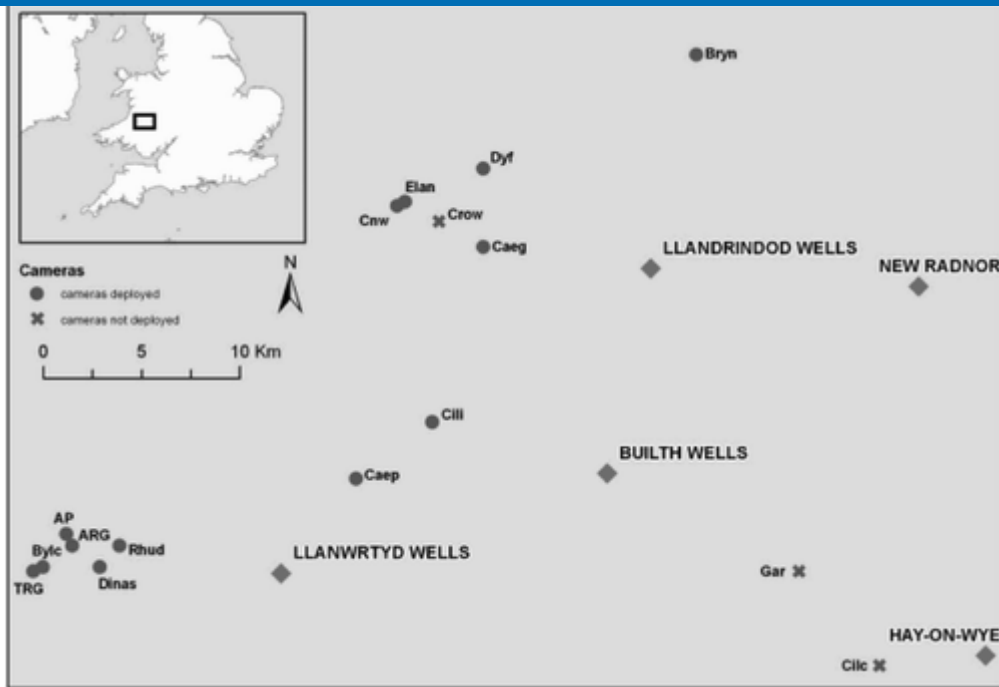 Bryn
Dyf
Elan
Cnw
Crow
Caeg
LLANDRINDOD WELLS
NEW RADNOR
N
Cameras
cameras deployed
cameras not deployed
0 5 10 Km
Cili
Caep
BUILTH WELLS
AP
ARG
Bylc
Rhud
TRG
Dinas
LLANWRTYD WELLS
Gar
HAY-ON-WYE
Cilc